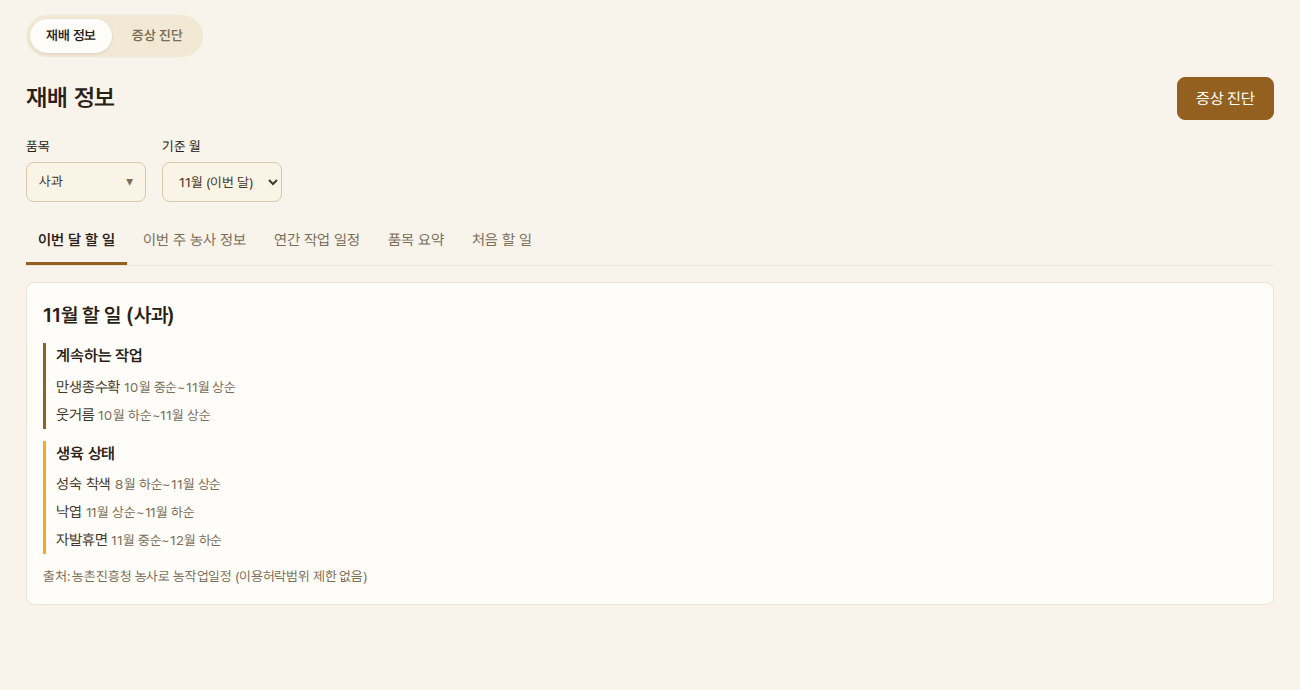 재배 정보 증상 진단
재배 정보
증상 진단
품목 기준 월
사과 ▼ 11월 (이번 달)
이번 달 할 일 이번 주 농사 정보 연간 작업 일정 품목 요약 처음 할 일
11월 할 일 (사과)
계속하는 작업
만생종수확 10월 중순~11월 상순
웃거름 10월 하순~11월 상순
생육 상태
성숙 착색 8월 하순~11월 상순
낙엽 11월 상순~11월 하순
자발휴면 11월 중순~12월 하순
출처: 농촌진흥청 농사로 농작업일정 (이용허락범위 제한 없음)